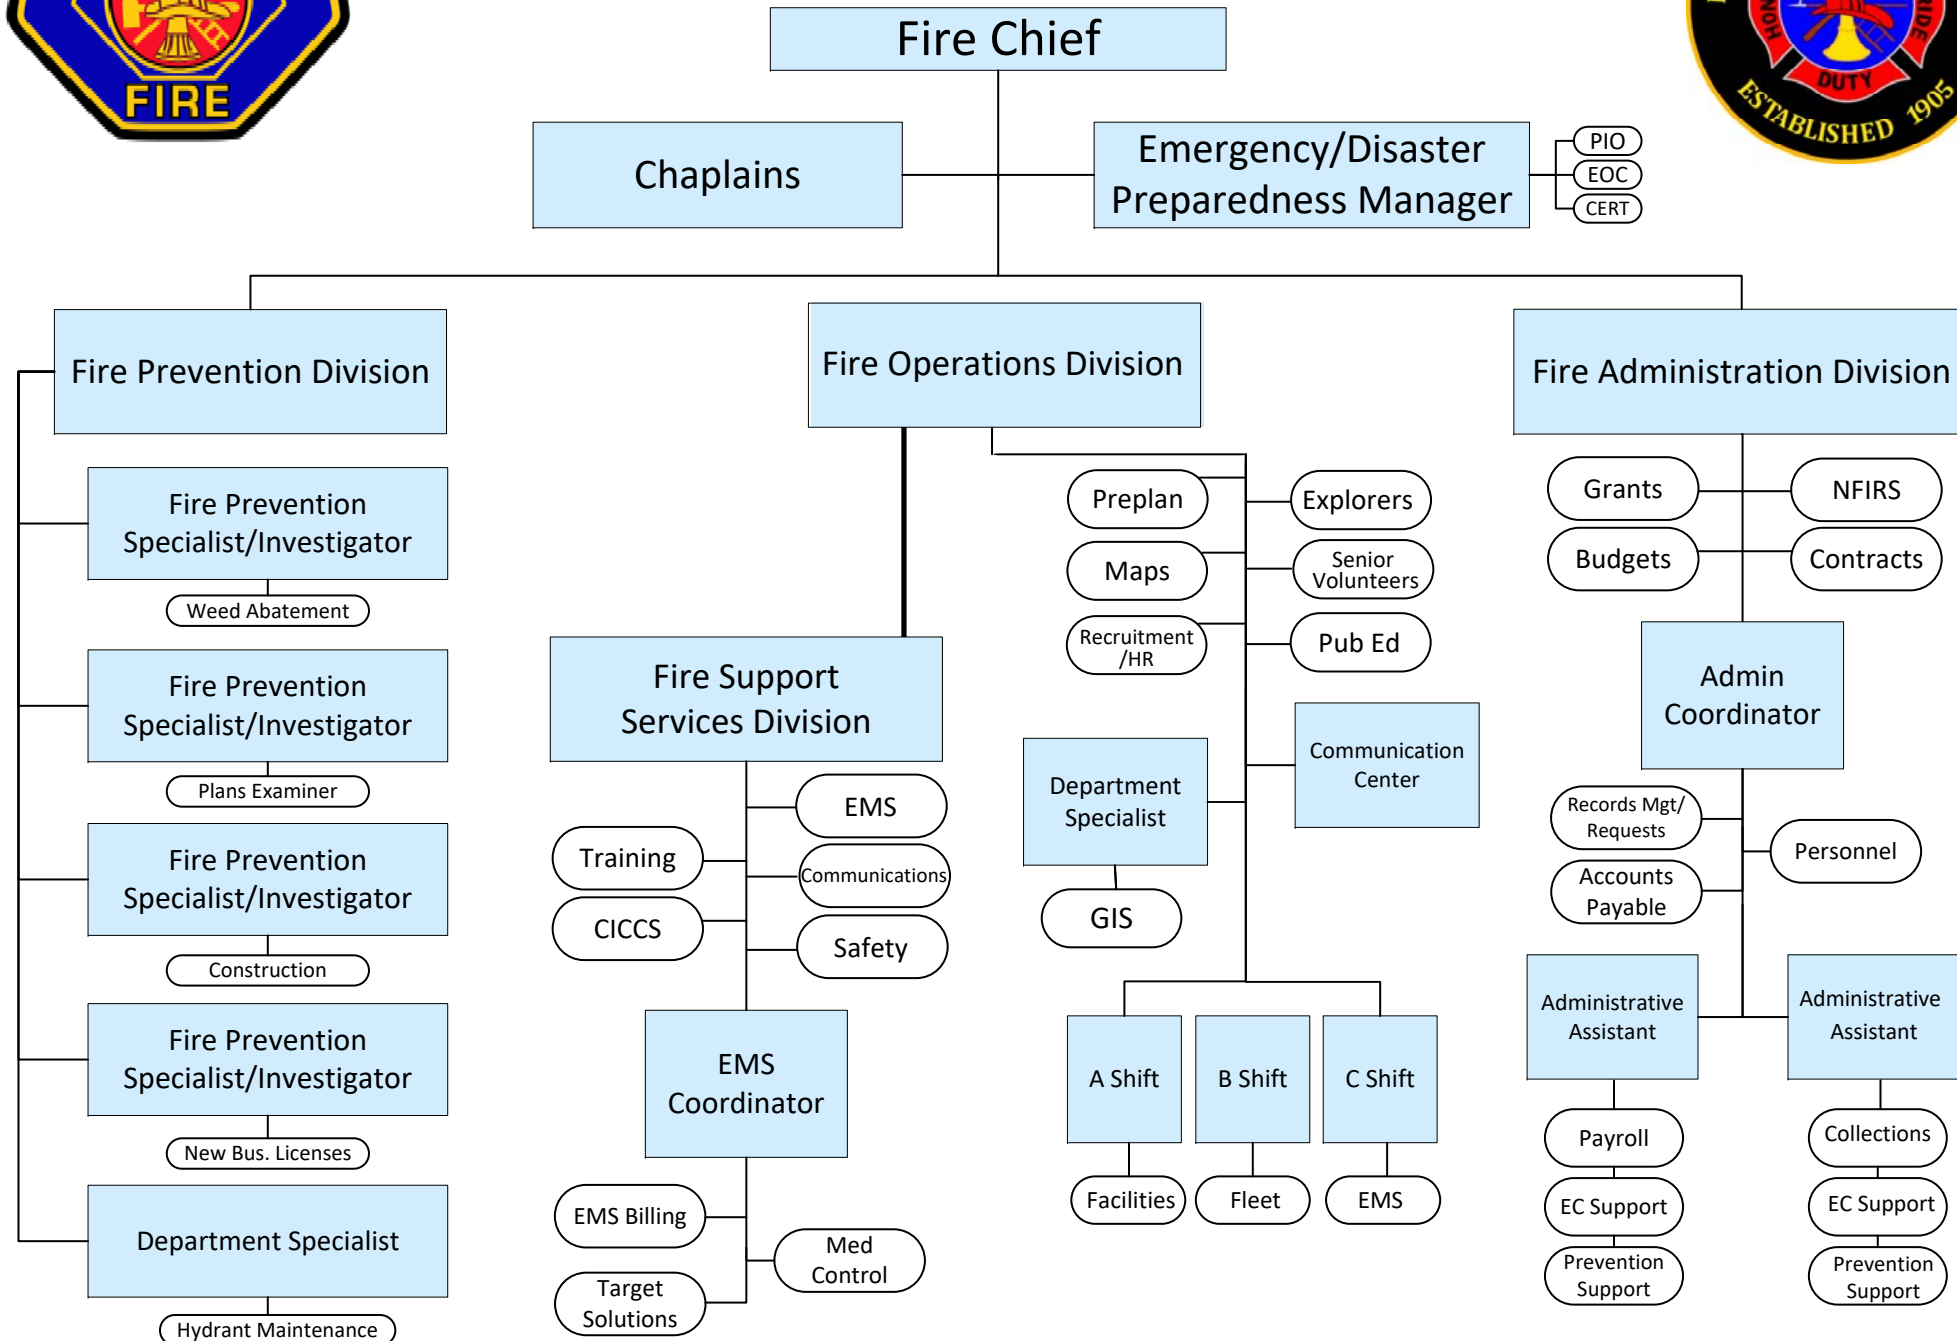 FIRE
Fire Chief
DUTY
ESTABLISHED 1905
Chaplains
Emergency/Disaster
Preparedness Manager
PIO
EOC
CERT
Fire Prevention Division
Fire Prevention
Specialist/Investigator
Weed Abatement
Fire Prevention
Specialist/Investigator
Plans Examiner
Fire Prevention
Specialist/Investigator
Construction
Fire Prevention
Specialist/Investigator
New Bus. Licenses
Department Specialist
Hydrant Maintenance
Fire Operations Division
Fire Support
Services Division
EMS
Training
Communications
CICCS
Safety
EMS
Coordinator
EMS Billing
Med
Control
Target
Solutions
Preplan
Explorers
Maps
Senior
Volunteers
Recruitment
/HR
Pub Ed
Communication
Center
Department
Specialist
GIS
A Shift
B Shift
C Shift
Facilities
Fleet
EMS
Fire Administration Division
Grants
NFIRS
Budgets
Contracts
Admin
Coordinator
Records Mgt/
Requests
Personnel
Accounts
Payable
Administrative
Assistant
Payroll
EC Support
Prevention
Support
Administrative
Assistant
Collections
EC Support
Prevention
Support